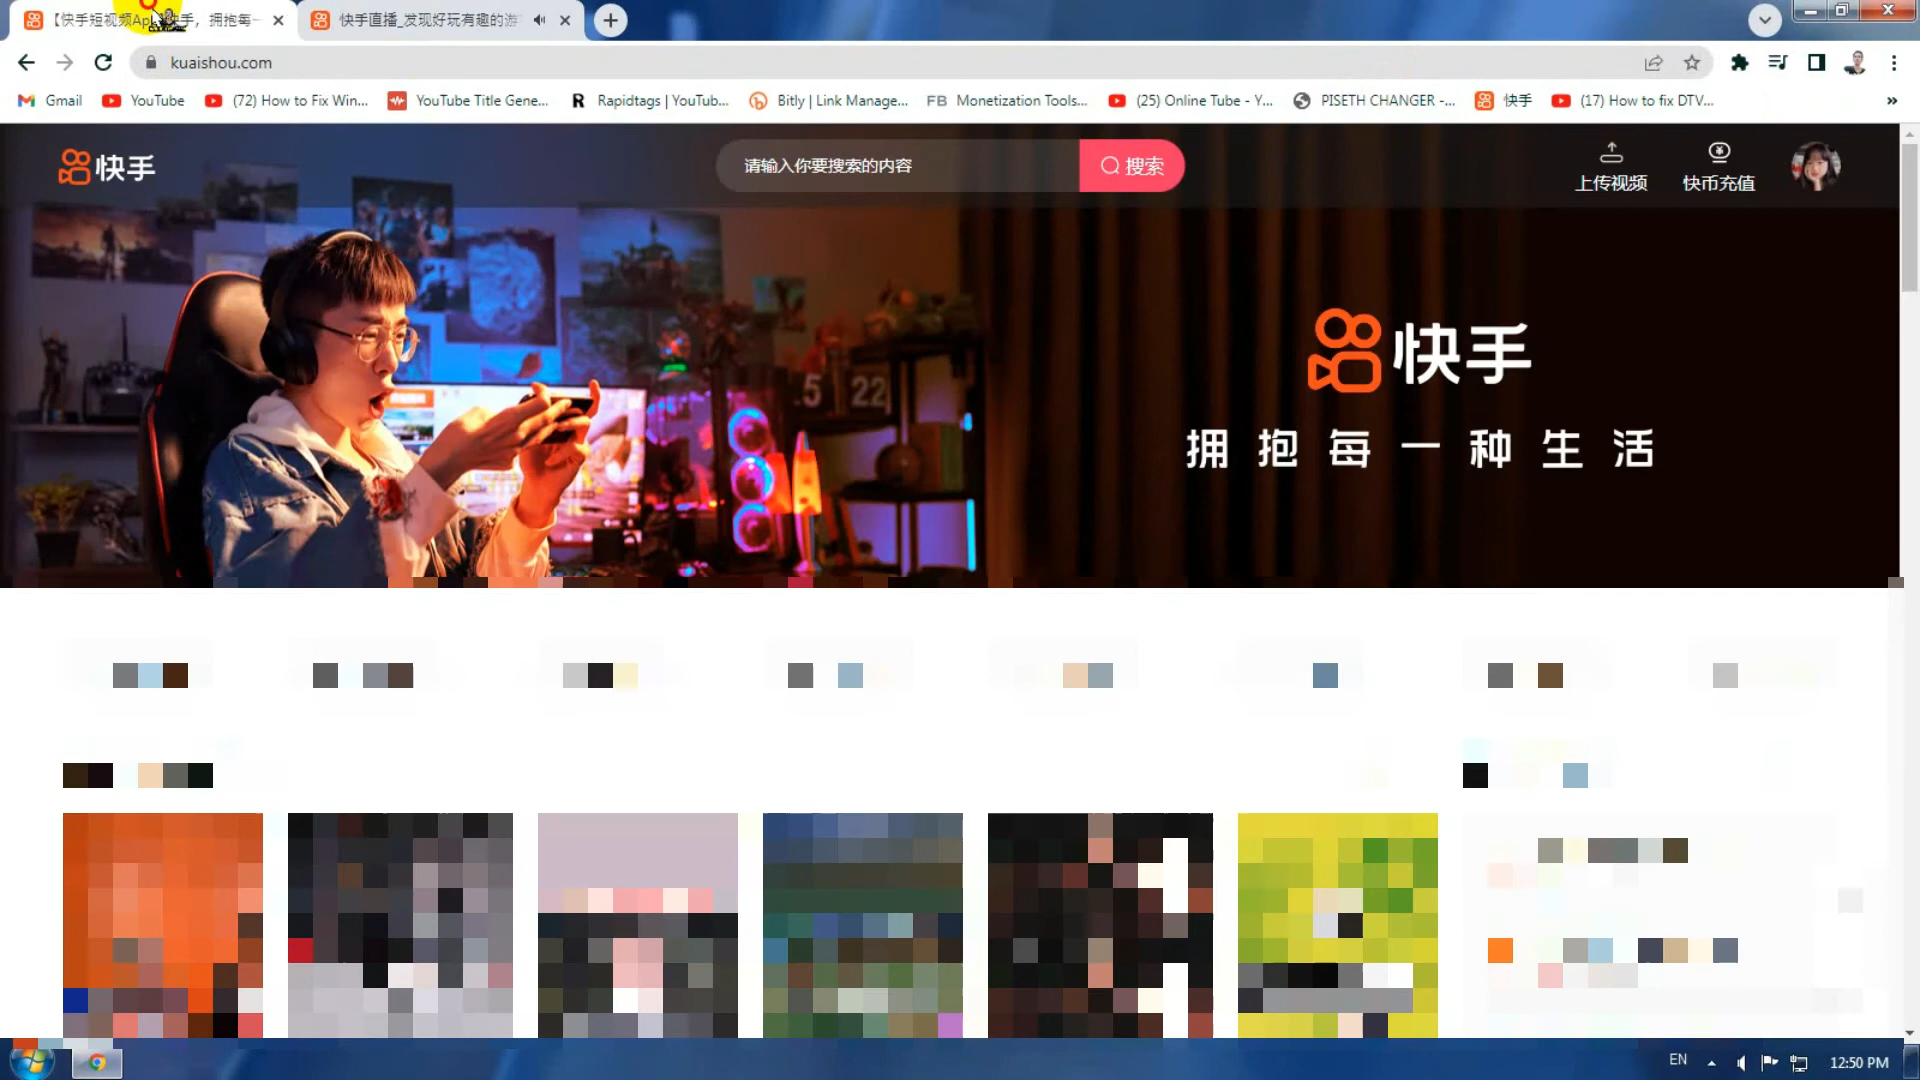 【快手短视频App】快手，拥抱每一
快手直播_发现好玩有趣的游
kuaishou.com
Gmail
YouTube
(72) How to Fix Win...
YouTube Title Gene...
Rapidtags | YouTub...
Bitly | Link Manage...
FB Monetization Tools...
(25) Online Tube - Y...
PISETH CHANGER -...
快手
(17) How to fix DTV...
»
快手
请输入你要搜索的内容
搜索
上传视频
快币充值
5 22
快手
拥抱每一种生活
EN
12:50 PM